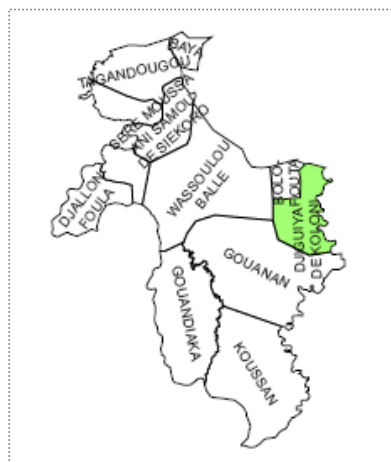 BAYA
TAGANDOUGOU
SERE MOUSSA
ANI SAMOU
DE SIEKORO
DJALLON
FOULA
WASSOULOU
BALLE
BOLO
FOUTA
DJIGUIYA
DE KOLONI
GOUANAN
GOUANDIAKA
KOUSSAN